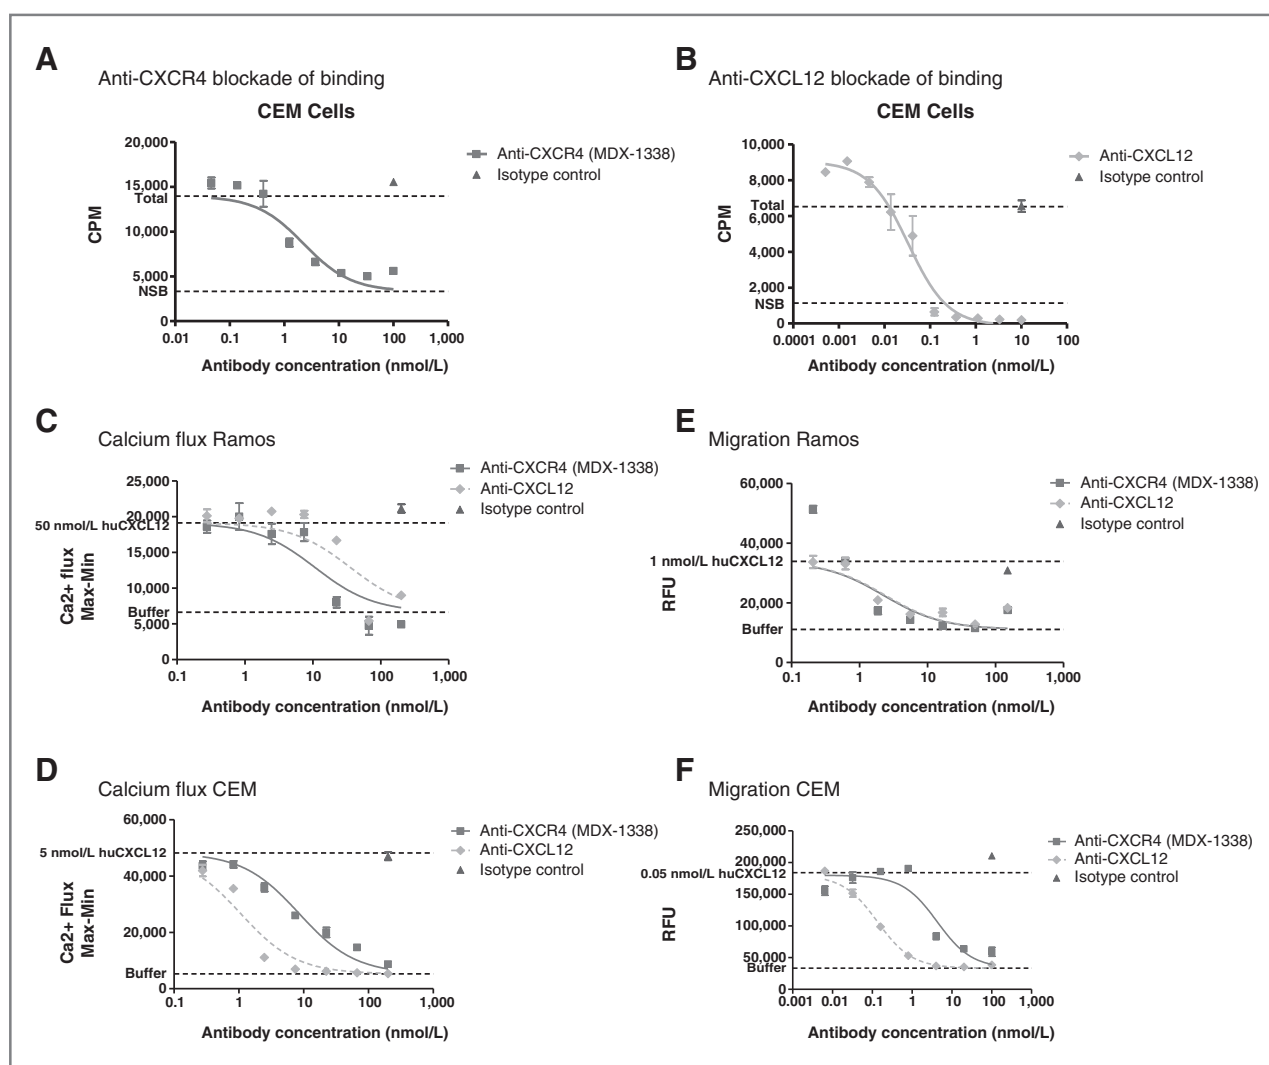 A
Anti-CXCR4 blockade of binding
CEM Cells
20,000
15,000
Total
10,000
5,000
NSB
0
CPM
0.01 0.1 1 10 100 1,000
Antibody concentration (nmol/L)
Anti-CXCR4 (MDX-1338)
Isotype control
B
Anti-CXCL12 blockade of binding
CEM Cells
10,000
8,000
Total
6,000
4,000
2,000
NSB
0
CPM
0.0001 0.001 0.01 0.1 1 10 100
Antibody concentration (nmol/L)
Anti-CXCL12
Isotype control
C
Calcium flux Ramos
25,000
20,000
50 nmol/L huCXCL12
15,000
10,000
Buffer
5,000
0
Ca2+ flux
Max-Min
0.1 1 10 100 1,000
Antibody concentration (nmol/L)
Anti-CXCR4 (MDX-1338)
Anti-CXCL12
Isotype control
E
Migration Ramos
60,000
40,000
1 nmol/L huCXCL12
20,000
Buffer
0
RFU
0.1 1 10 100 1,000
Antibody concentration (nmol/L)
Anti-CXCR4 (MDX-1338)
Anti-CXCL12
Isotype control
D
Calcium flux CEM
60,000
5 nmol/L huCXCL12
40,000
20,000
Buffer
0
Ca2+ Flux
Max-Min
0.1 1 10 100 1,000
Antibody concentration (nmol/L)
Anti-CXCR4 (MDX-1338)
Anti-CXCL12
Isotype control
F
Migration CEM
250,000
200,000
0.05 nmol/L huCXCL12
150,000
100,000
50,000
Buffer
0
RFU
0.001 0.01 0.1 1 10 100 1,000
Antibody concentration (nmol/L)
Anti-CXCR4 (MDX-1338)
Anti-CXCL12
Isotype control